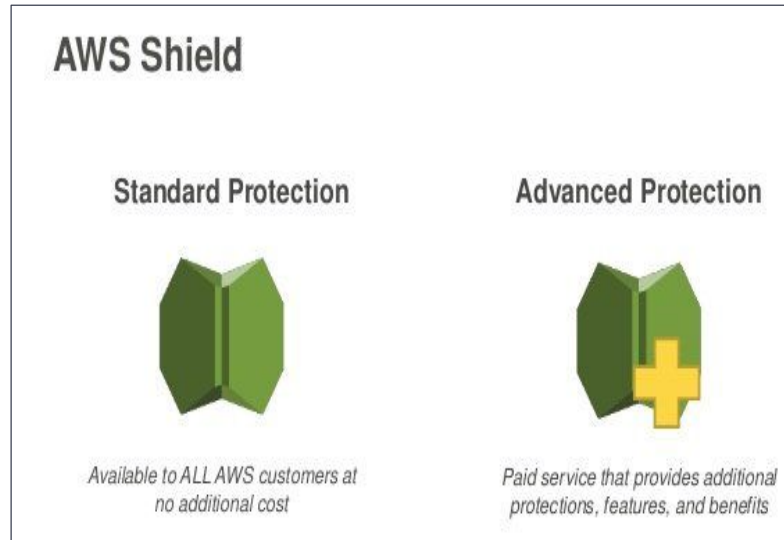 AWS Shield
Standard Protection
Advanced Protection
Available to ALL AWS customers at
no additional cost
Paid service that provides additional
protections, features, and benefits